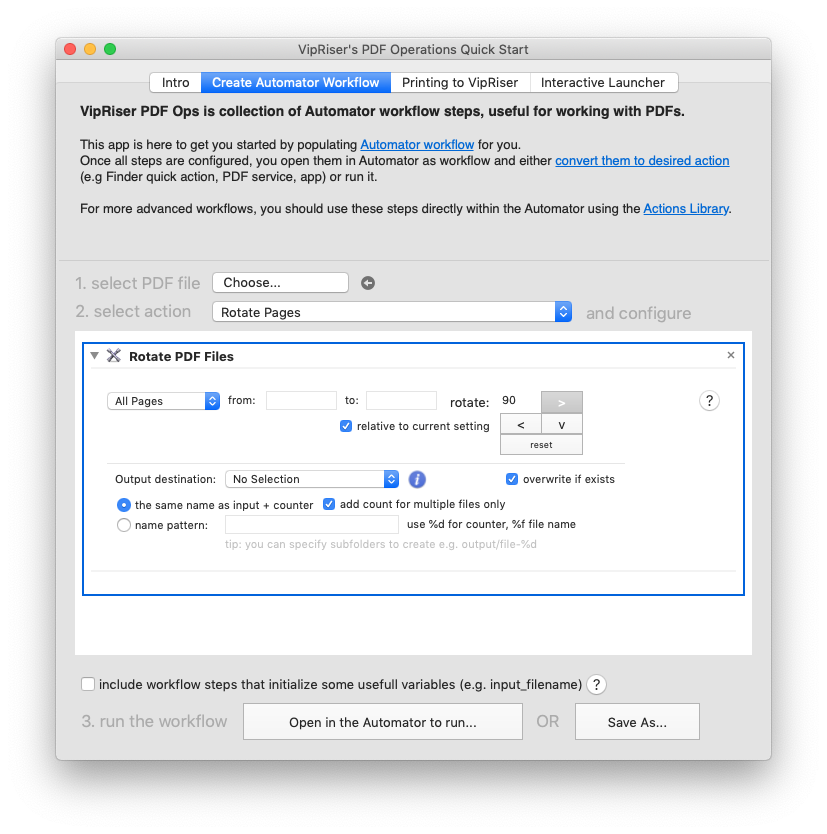 VipRiser's PDF Operations Quick Start
Intro Create Automator Workflow Printing to VipRiser Interactive Launcher
VipRiser PDF Ops is collection of Automator workflow steps, useful for working with PDFs.
This app is here to get you started by populating Automator workflow for you.
Once all steps are configured, you open them in Automator as workflow and either convert them to desired action
(e.g Finder quick action, PDF service, app) or run it.
For more advanced workflows, you should use these steps directly within the Automator using the Actions Library.
1. select PDF file Choose...
2. select action Rotate Pages and configure
Rotate PDF Files ×
All Pages from: to: rotate: 90 > ?
relative to current setting < v
reset
Output destination: No Selection i overwrite if exists
the same name as input + counter add count for multiple files only
name pattern: use %d for counter, %f file name
tip: you can specify subfolders to create e.g. output/file-%d
include workflow steps that initialize some usefull variables (e.g. input_filename) ?
3. run the workflow Open in the Automator to run... OR Save As...